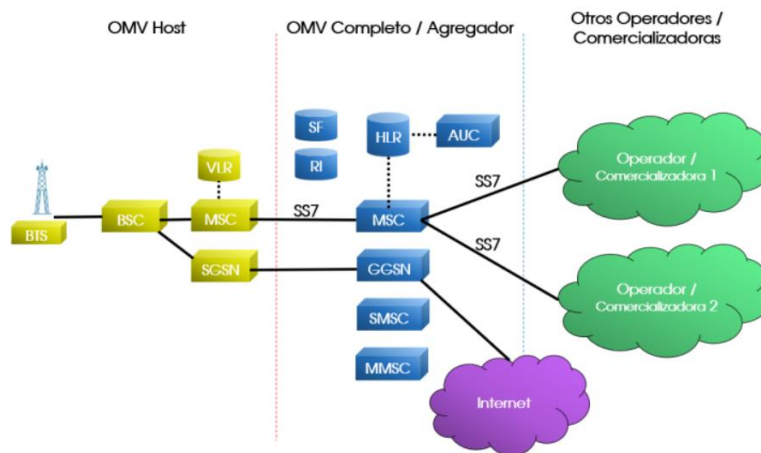 OMV Host
OMV Completo / Agregador
Otros Operadores /
Comercializadoras
SF
HLR
AUC
VLR
RI
Operador /
Comercializadora 1
SS7
BSC
MSC
SS7
MSC
BTS
SS7
SGSN
GGSN
Operador /
Comercializadora 2
SMSC
MMSC
Internet